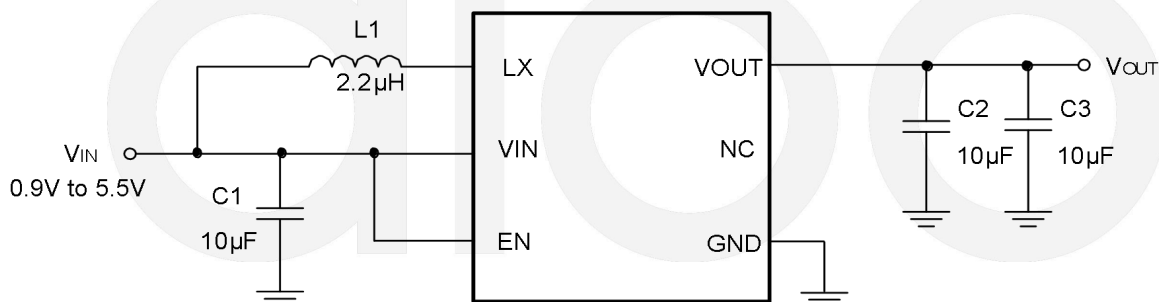 L1
2.2µH
LX
VOUT
VOUT
C2
10µF
C3
10µF
VIN
0.9V to 5.5V
VIN
NC
C1
10µF
EN
GND